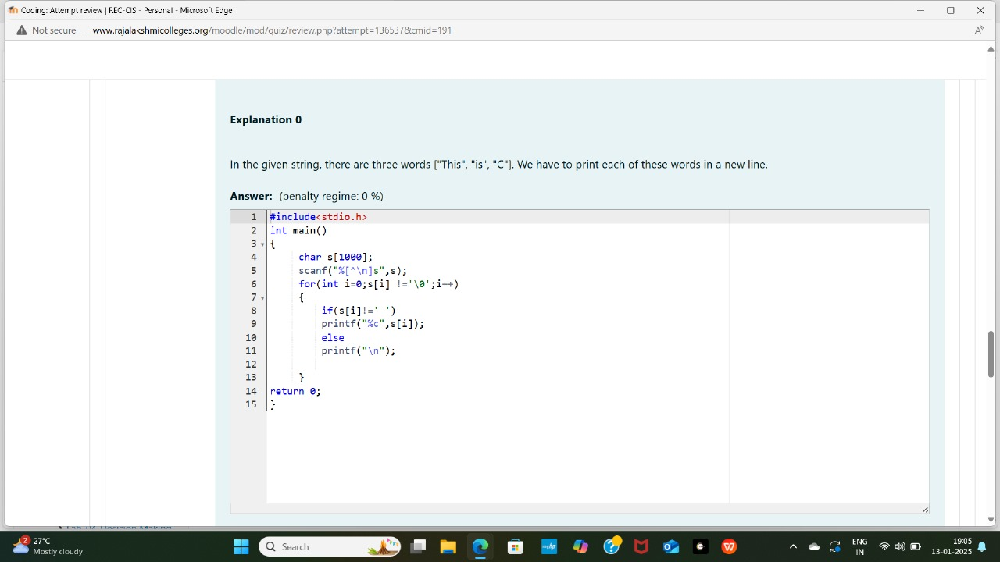 Coding: Attempt review | REC-CIS - Personal - Microsoft Edge
Not secure
www.rajalakshmicolleges.org/moodle/mod/quiz/review.php?attempt=136537&cmid=191
Explanation 0
In the given string, there are three words ["This", "is", "C"]. We have to print each of these words in a new line.
Answer: (penalty regime: 0 %)
1 #include<stdio.h>
2 int main()
3 {
4 char s[1000];
5 scanf("%[^\n]s",s);
6 for(int i=0;s[i] !='\0';i++)
7 {
8 if(s[i]!=' ')
9 printf("%c",s[i]);
10 else
11 printf("\n");
12
13 }
14 return 0;
15 }
2
27°C
Mostly cloudy
Search
ENG
IN
19:05
13-01-2025